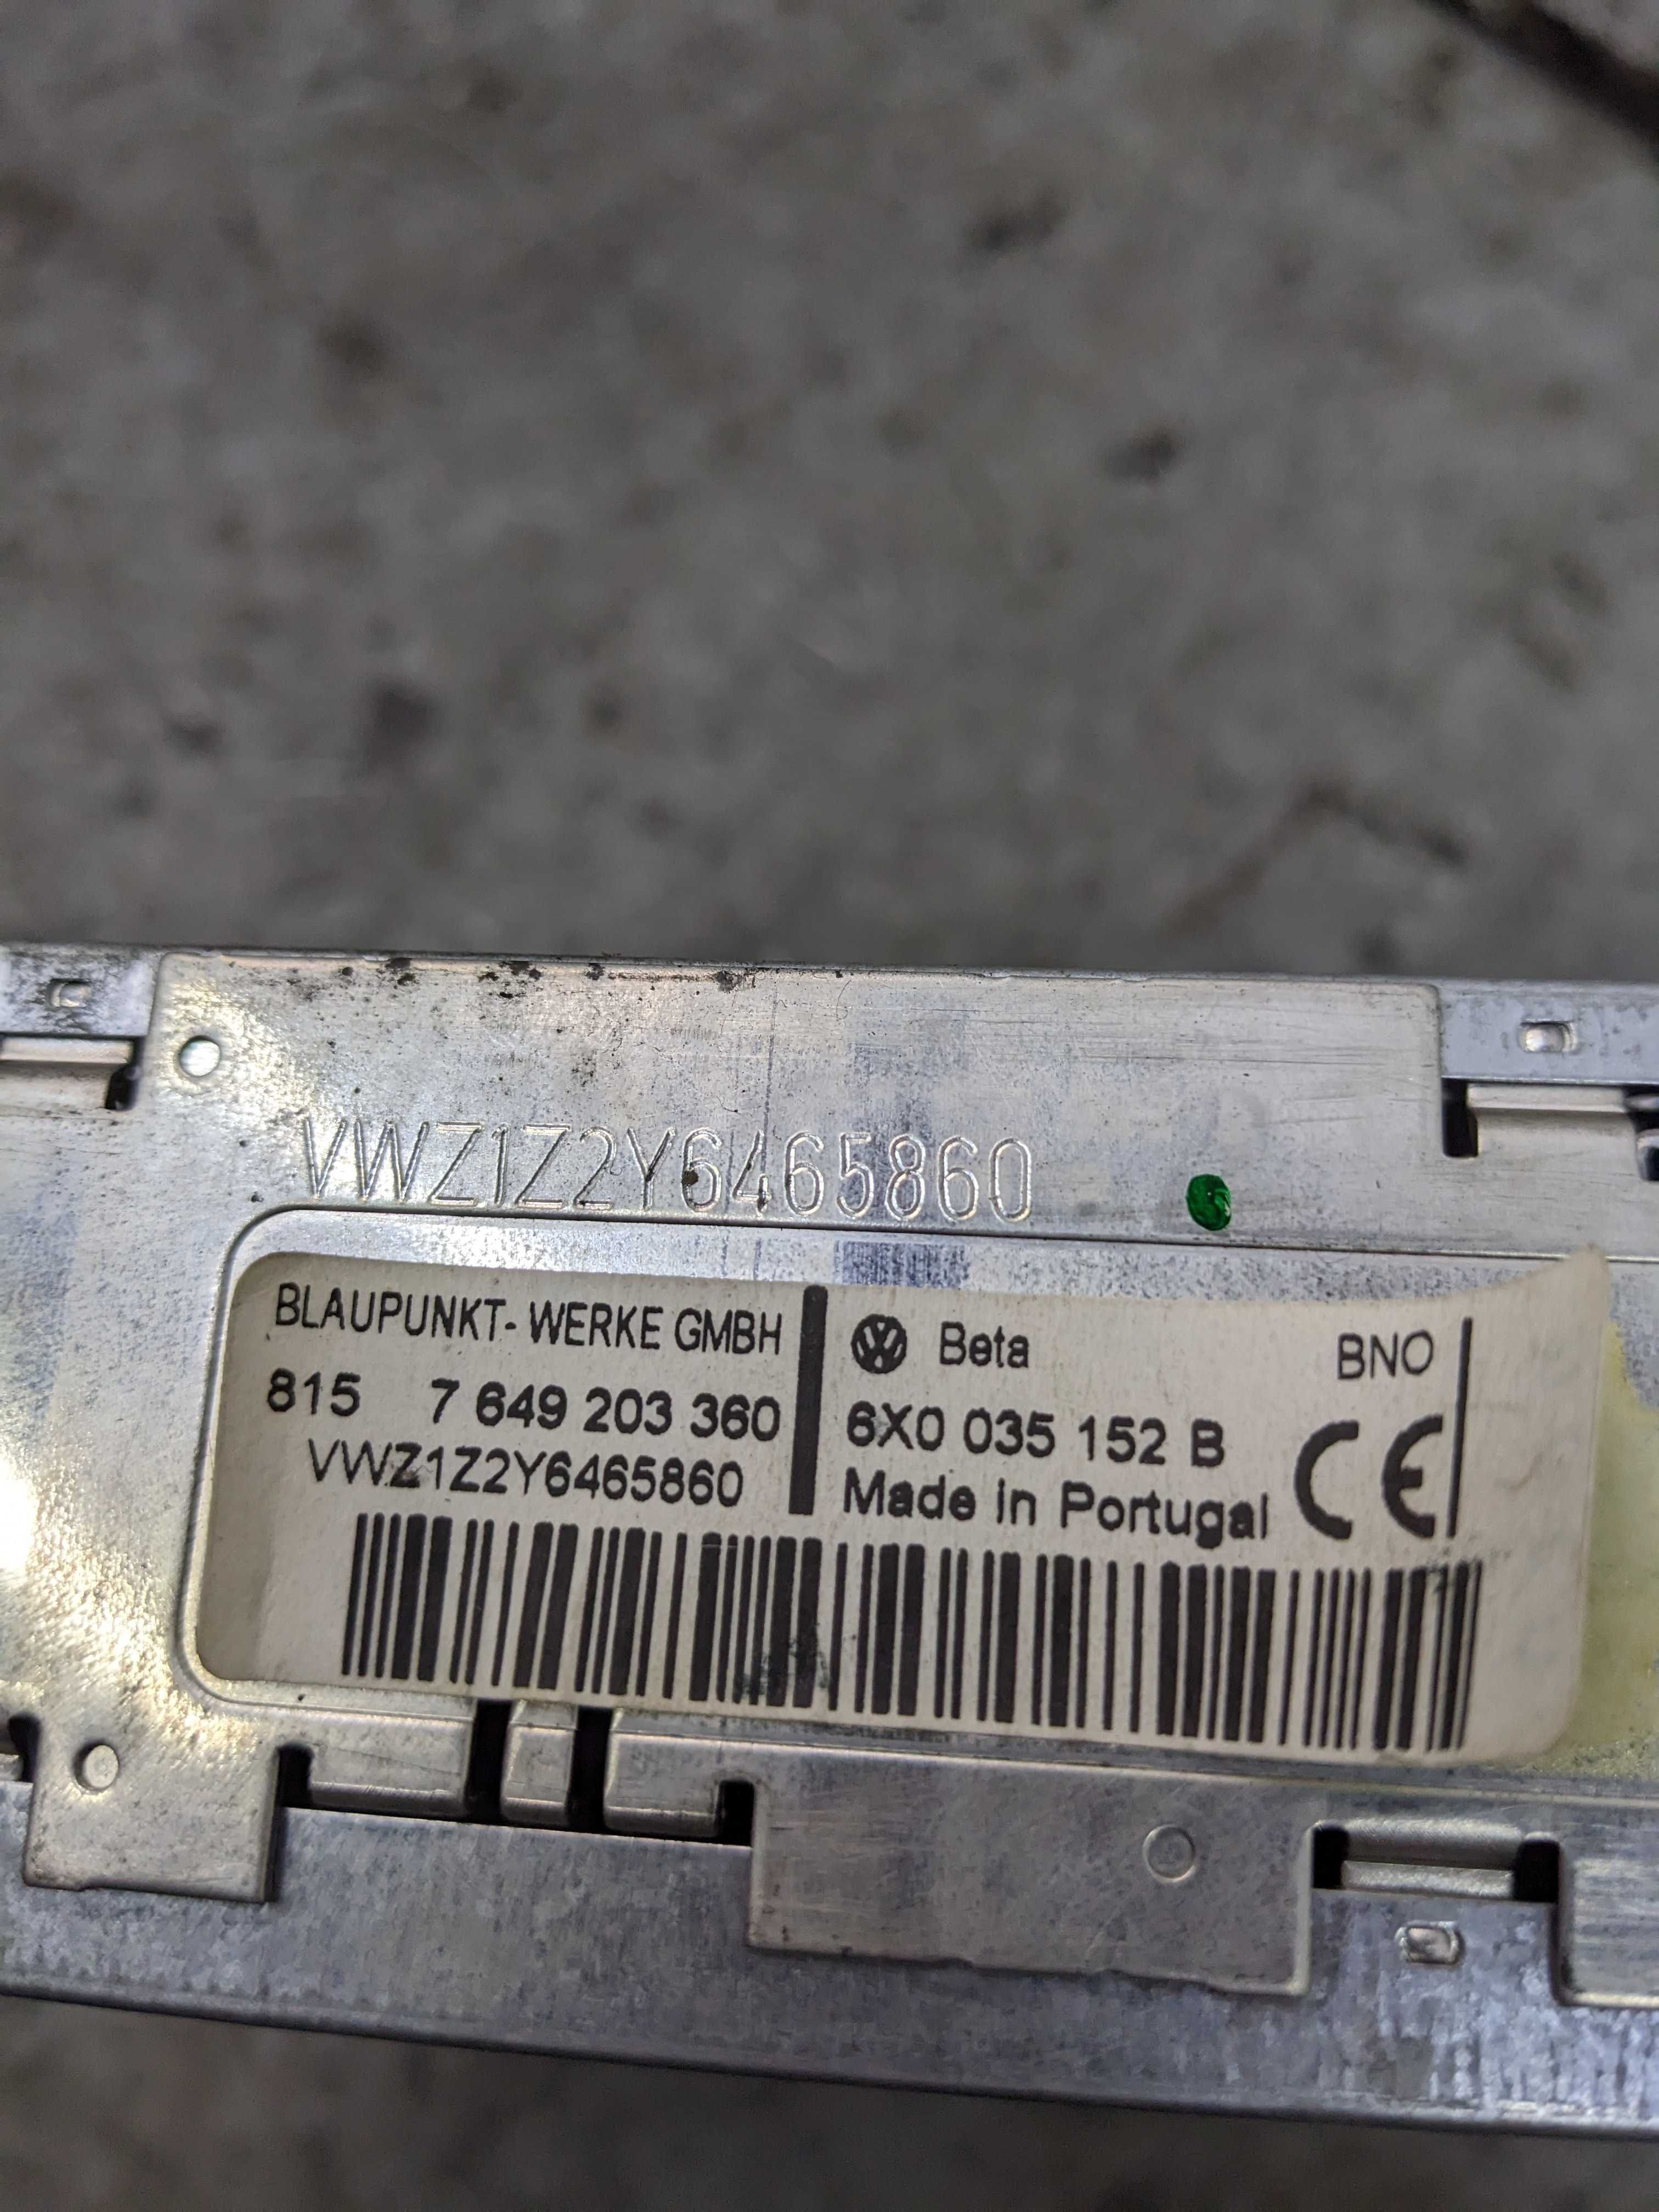 VWZ1Z2Y6465860
BLAUPUNKT-WERKE GMBH
815 7 649 203 360
VWZ1Z2Y6465860
VW Beta BNO
6X0 035 152 B
Made in Portugal CE